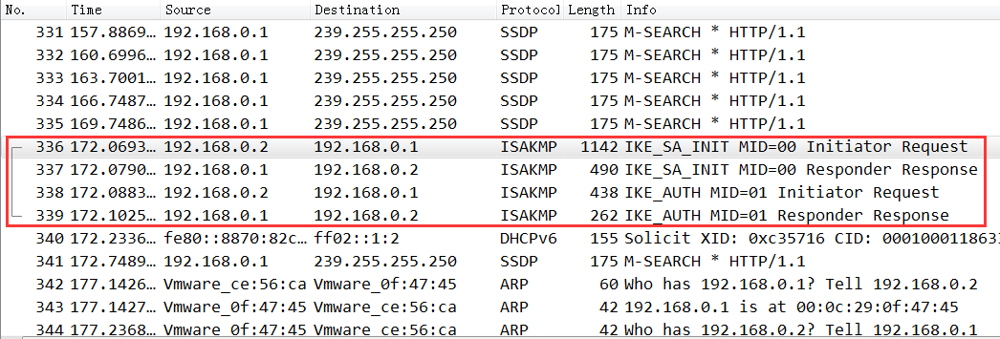 No. Time Source Destination Protocol Length Info
331 157.8869… 192.168.0.1 239.255.255.250 SSDP 175 M-SEARCH * HTTP/1.1
332 160.6996… 192.168.0.1 239.255.255.250 SSDP 175 M-SEARCH * HTTP/1.1
333 163.7001… 192.168.0.1 239.255.255.250 SSDP 175 M-SEARCH * HTTP/1.1
334 166.7487… 192.168.0.1 239.255.255.250 SSDP 175 M-SEARCH * HTTP/1.1
335 169.7486… 192.168.0.1 239.255.255.250 SSDP 175 M-SEARCH * HTTP/1.1
336 172.0693… 192.168.0.2 192.168.0.1 ISAKMP 1142 IKE_SA_INIT MID=00 Initiator Request
337 172.0790… 192.168.0.1 192.168.0.2 ISAKMP 490 IKE_SA_INIT MID=00 Responder Response
338 172.0883… 192.168.0.2 192.168.0.1 ISAKMP 438 IKE_AUTH MID=01 Initiator Request
339 172.1025… 192.168.0.1 192.168.0.2 ISAKMP 262 IKE_AUTH MID=01 Responder Response
340 172.2336… fe80::8870:82c… ff02::1:2 DHCPv6 155 Solicit XID: 0xc35716 CID: 000100011863
341 172.7489… 192.168.0.1 239.255.255.250 SSDP 175 M-SEARCH * HTTP/1.1
342 177.1426… Vmware_ce:56:ca Vmware_0f:47:45 ARP 60 Who has 192.168.0.1? Tell 192.168.0.2
343 177.1427… Vmware_0f:47:45 Vmware_ce:56:ca ARP 42 192.168.0.1 is at 00:0c:29:0f:47:45
344 177.2368… Vmware_0f:47:45 Vmware_ce:56:ca ARP 42 Who has 192.168.0.2? Tell 192.168.0.1